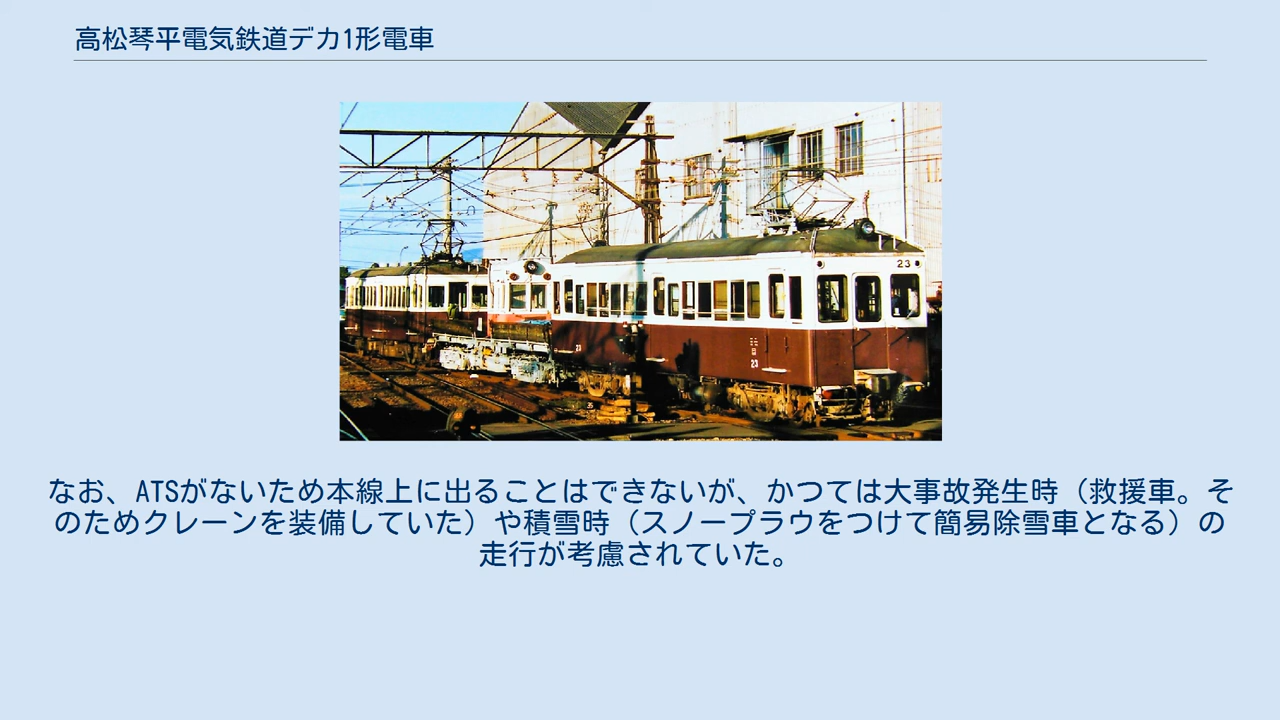 高松琴平電気鉄道デカ1形電車
23
23
23
なお、ATSがないため本線上に出ることはできないが、かつては大事故発生時（救援車。そ
のためクレーンを装備していた）や積雪時（スノープラウをつけて簡易除雪車となる）の
走行が考慮されていた。